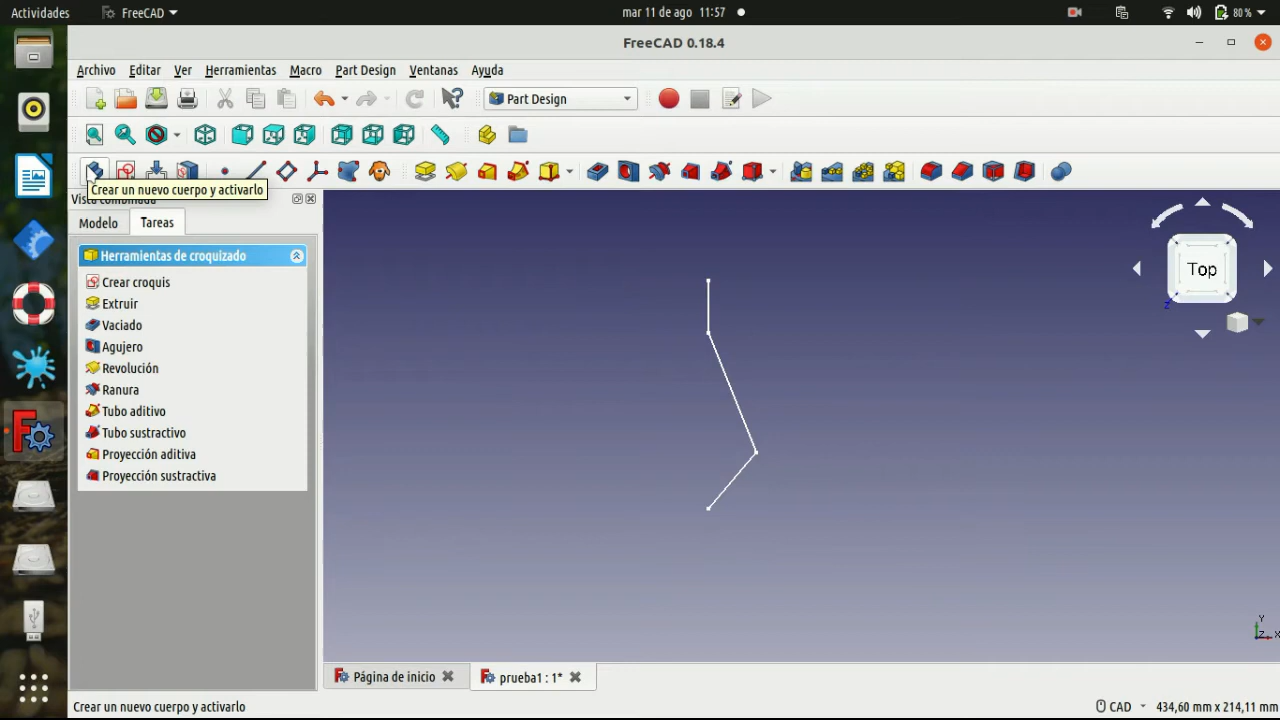 Actividades
FreeCAD
mar 11 de ago 11:57
80 %
FreeCAD 0.18.4
Archivo Editar Ver Herramientas Macro Part Design Ventanas Ayuda
Part Design
Crear un nuevo cuerpo y activarlo
Vista combinada
Modelo Tareas
Herramientas de croquizado
Crear croquis
Extruir
Vaciado
Agujero
Revolución
Ranura
Tubo aditivo
Tubo sustractivo
Proyección aditiva
Proyección sustractiva
Top
Z
Y
Z X
Página de inicio
prueba1 : 1*
Crear un nuevo cuerpo y activarlo
CAD
434,60 mm x 214,11 mm